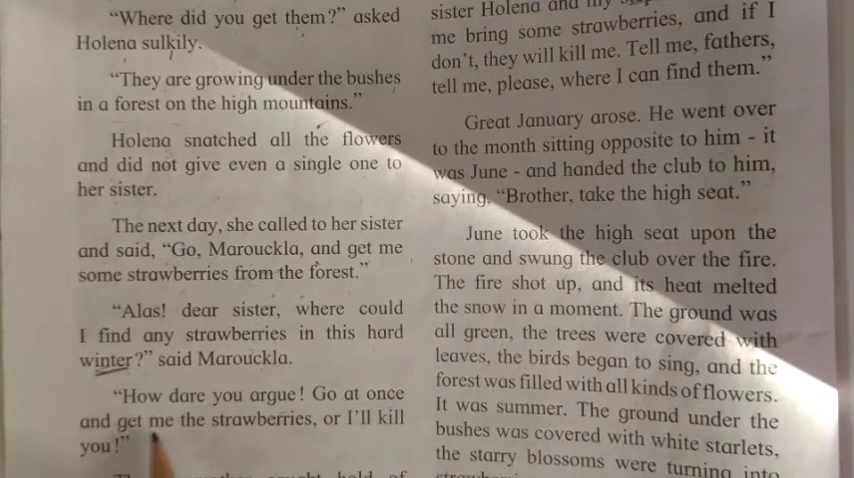 “Where did you get them?” asked
Holena sulkily.
“They are growing under the bushes
in a forest on the high mountains.”
Holena snatched all the flowers
and did not give even a single one to
her sister.
The next day, she called to her sister
and said, “Go, Marouckla, and get me
some strawberries from the forest.”
“Alas! dear sister, where could
I find any strawberries in this hard
winter?” said Marouckla.
“How dare you argue! Go at once
and get me the strawberries, or I’ll kill
you!”
hold of
sister Holena and my
me bring some strawberries, and if I
don’t, they will kill me. Tell me, fathers,
tell me, please, where I can find them.”
Great January arose. He went over
to the month sitting opposite to him - it
was June - and handed the club to him,
saying, “Brother, take the high seat.”
June took the high seat upon the
stone and swung the club over the fire.
The fire shot up, and its heat melted
the snow in a moment. The ground was
all green, the trees were covered with
leaves, the birds began to sing, and the
forest was filled with all kinds of flowers.
It was summer. The ground under the
bushes was covered with white starlets,
the starry blossoms were turning into